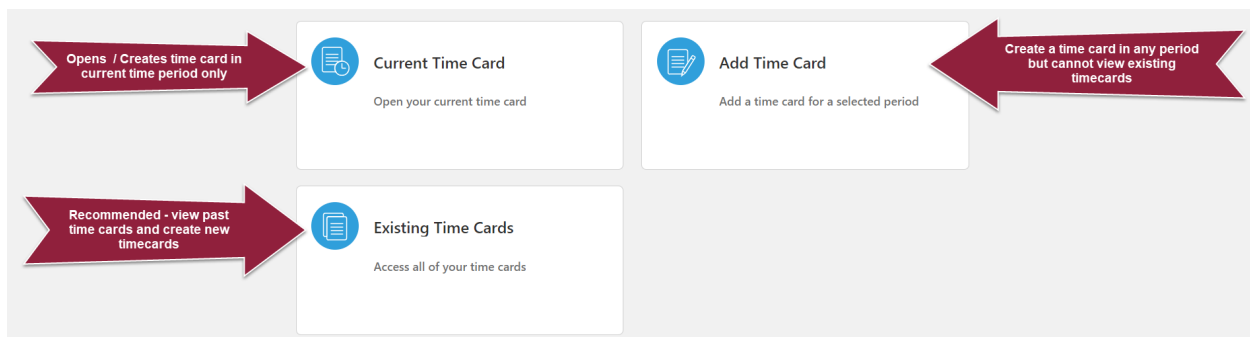 Opens / Creates time card in
current time period only
Current Time Card
Open your current time card
Add Time Card
Add a time card for a selected period
Create a time card in any period
but cannot view existing
timecards
Recommended - view past
time cards and create new
timecards
Existing Time Cards
Access all of your time cards